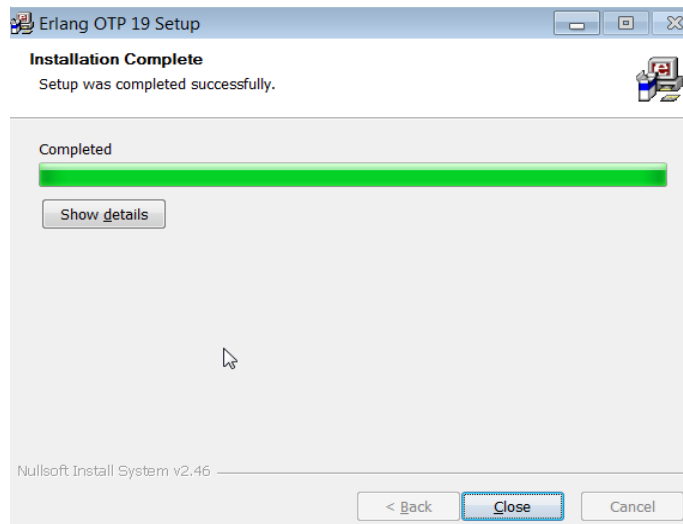 Erlang OTP 19 Setup
Installation Complete
Setup was completed successfully.
Completed
Show details
Nullsoft Install System v2.46
< Back
Close
Cancel